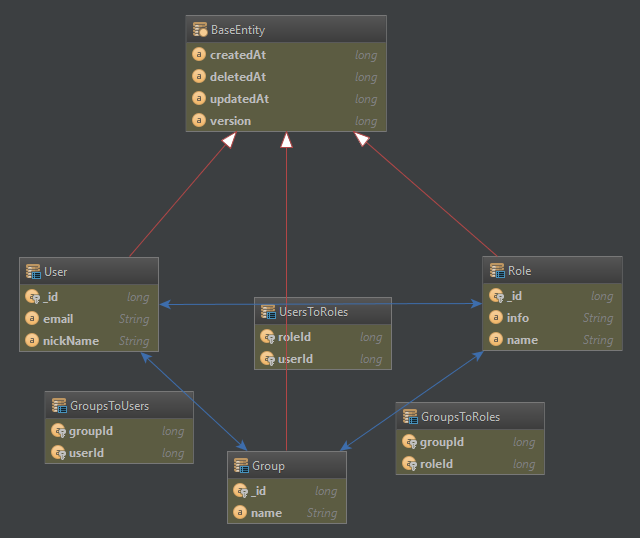 BaseEntity
createdAt long
deletedAt long
updatedAt long
version long
User
_id long
email String
nickName String
Role
_id long
info String
name String
UsersToRoles
roleId long
userId long
GroupsToUsers
groupId long
userId long
GroupsToRoles
groupId long
roleId long
Group
_id long
name String